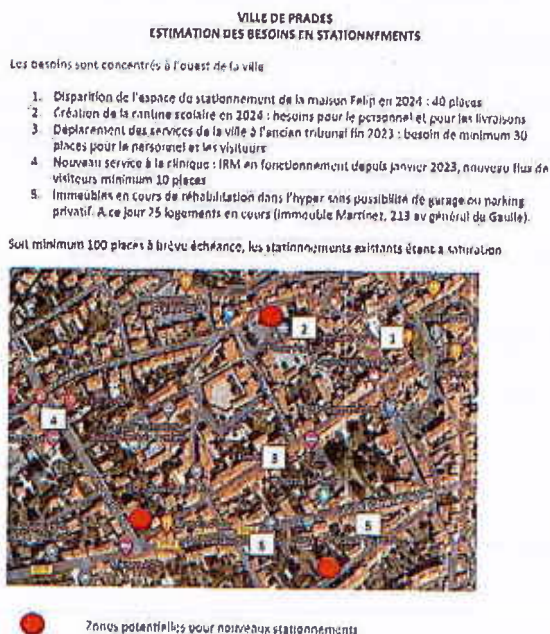 VILLE DE PRADES
ESTIMATION DES BESOINS EN STATIONNEMENTS
Les besoins sont concentrés à l'ouest de la ville
1. Disparition de l'espace du stationnement de la maison Felip en 2024 : 40 places
2. Création de la cantine scolaire en 2024 : besoins pour le personnel et pour les livraisons
3. Déplacement des services de la ville à l'ancien tribunal fin 2023 : besoin de minimum 30
places pour le personnel et les visiteurs
4. Nouveau service à la clinique : IRM en fonctionnement depuis janvier 2023, nouveau flux de
visiteurs minimum 10 places
5. Immeubles en cours de réhabilitation dans l'hyper sans possibilité de garage ou parking
privatif. A ce jour 25 logements en cours (immeuble Martinez, 213 av général du Gaulle).
Soit minimum 100 places à brève échéance, les stationnements existants étant à saturation
2
1
4
3
5
5
Zones potentielles pour nouveaux stationnements